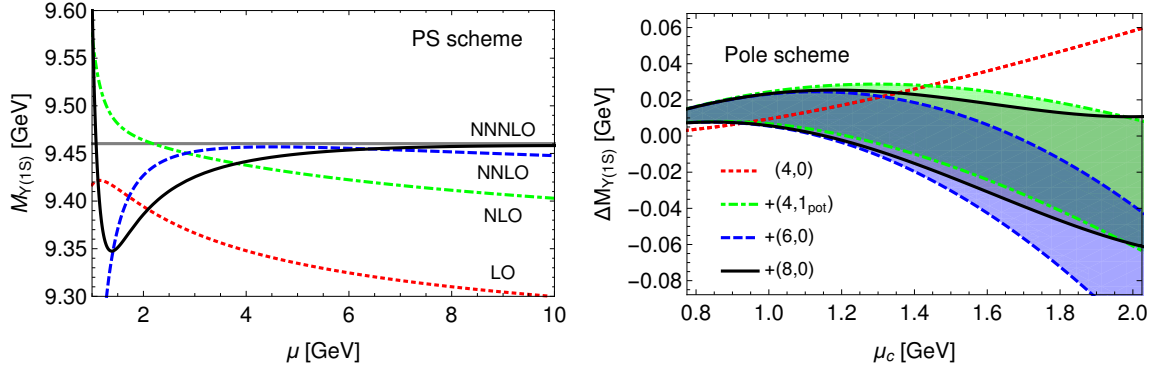 PS scheme
M_Υ(1S) [GeV]
9.60
9.55
9.50
9.45
9.40
9.35
9.30
NNNLO
NNLO
NLO
LO
2
4
6
8
10
μ [GeV]
Pole scheme
ΔM_Υ(1S) [GeV]
0.06
0.04
0.02
0.00
-0.02
-0.04
-0.06
-0.08
(4,0)
+(4,1_pot)
+(6,0)
+(8,0)
0.8
1.0
1.2
1.4
1.6
1.8
2.0
μ_c [GeV]